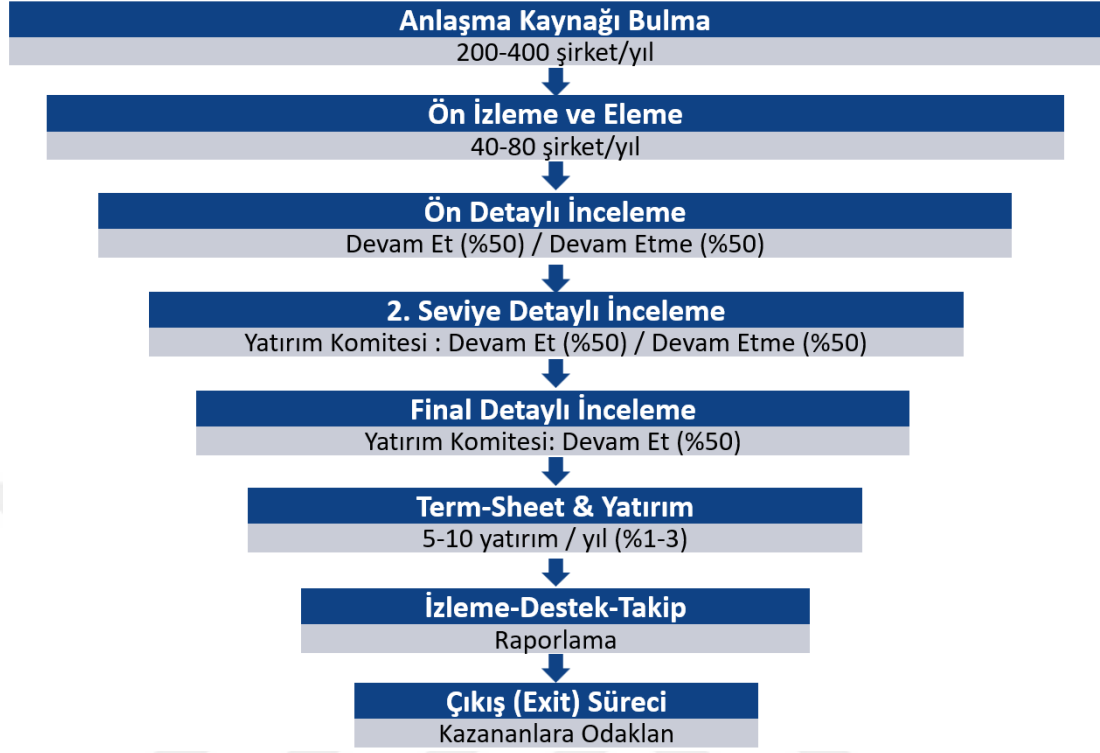 Anlaşma Kaynağı Bulma
200-400 şirket/yıl
Ön İzleme ve Eleme
40-80 şirket/yıl
Ön Detaylı İnceleme
Devam Et (%50) / Devam Etme (%50)
2. Seviye Detaylı İnceleme
Yatırım Komitesi : Devam Et (%50) / Devam Etme (%50)
Final Detaylı İnceleme
Yatırım Komitesi: Devam Et (%50)
Term-Sheet & Yatırım
5-10 yatırım / yıl (%1-3)
İzleme-Destek-Takip
Raporlama
Çıkış (Exit) Süreci
Kazananlara Odaklan